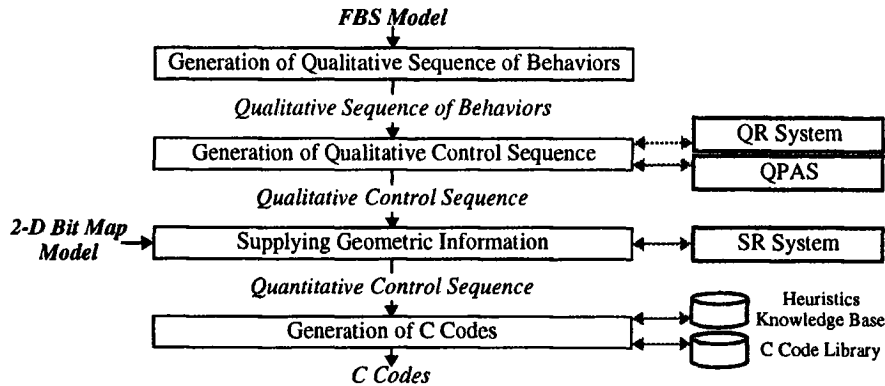 FBS Model
Generation of Qualitative Sequence of Behaviors
Qualitative Sequence of Behaviors
Generation of Qualitative Control Sequence
QR System
QPAS
Qualitative Control Sequence
2-D Bit Map
Model
Supplying Geometric Information
SR System
Quantitative Control Sequence
Generation of C Codes
Heuristics
Knowledge Base
C Code Library
C Codes